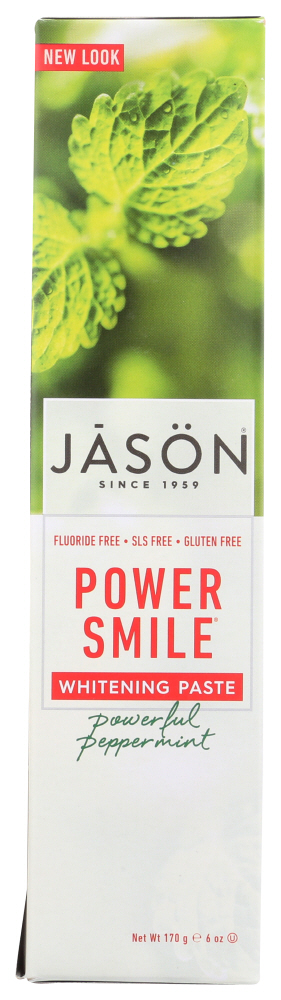 NEW LOOK
JĀSÖN®
SINCE 1959
FLUORIDE FREE • SLS FREE • GLUTEN FREE
POWER
SMILE®
WHITENING PASTE
powerful
peppermint
Net Wt 170 g ℮ 6 oz Ⓤ